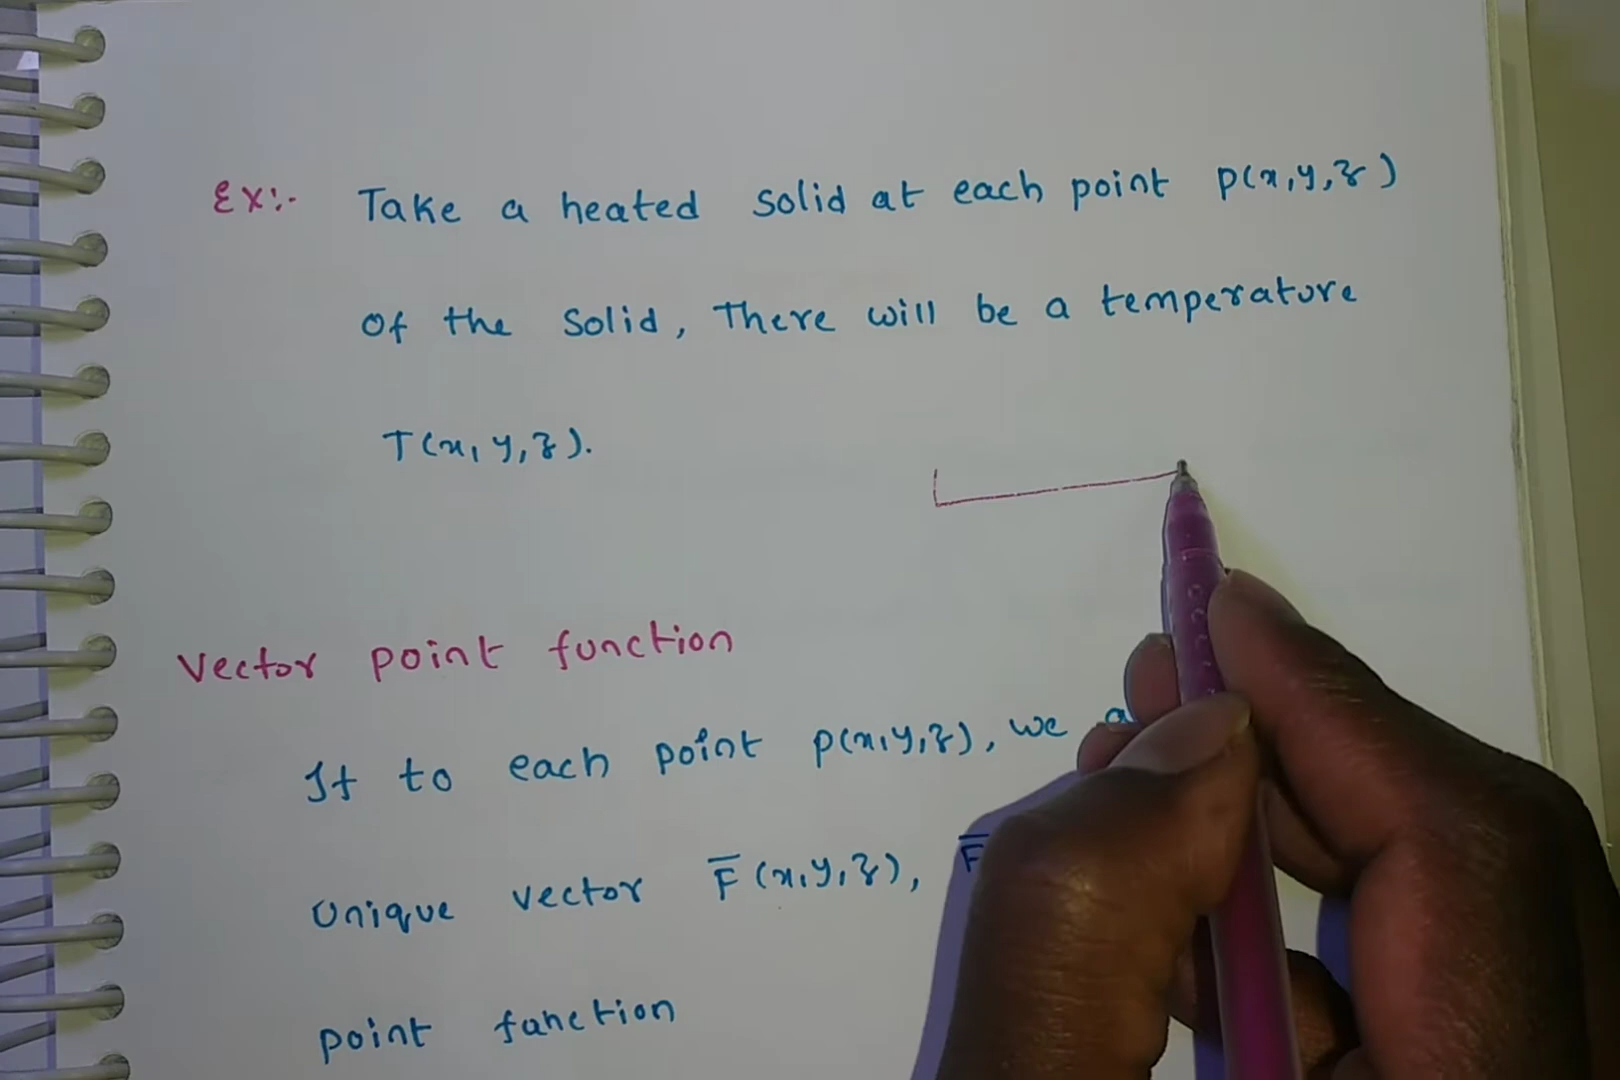 Ex:- Take a heated solid at each point P(x,y,z)
of the solid, There will be a temperature
T(x,y,z).
Vector point function
If to each point P(x,y,z), we a
Unique vector F̅(x,y,z), F̅
point function